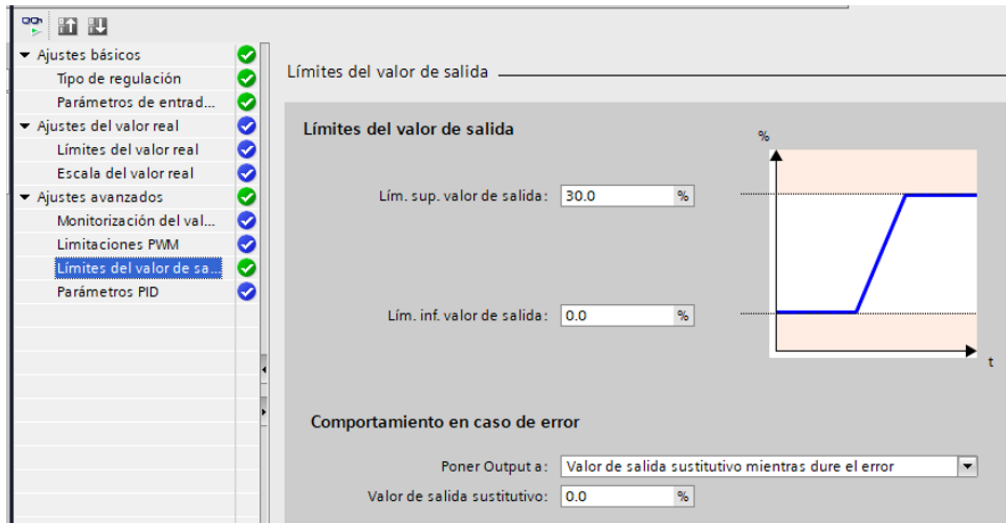 Ajustes básicos
Tipo de regulación
Parámetros de entrad...
Ajustes del valor real
Límites del valor real
Escala del valor real
Ajustes avanzados
Monitorización del val...
Limitaciones PWM
Límites del valor de sa...
Parámetros PID
Límites del valor de salida
Límites del valor de salida
%
Lím. sup. valor de salida: 30.0 %
Lím. inf. valor de salida: 0.0 %
t
Comportamiento en caso de error
Poner Output a: Valor de salida sustitutivo mientras dure el error
Valor de salida sustitutivo: 0.0 %